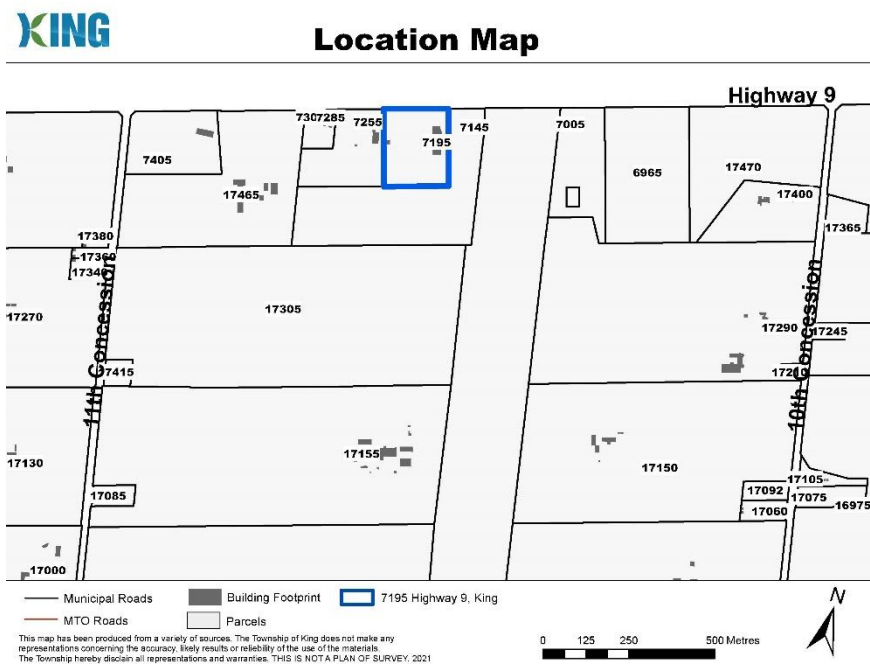 KING
Location Map
Highway 9
7307285
7255
7195
7145
7005
7405
17465
6965
17470
17400
17365
17380
17360
17340
11th Concession
17270
17305
10th Concession
17290
17245
17415
17210
17130
17155
17150
17085
17092
17105
17075
17060
16975
17000
Municipal Roads
Building Footprint
7195 Highway 9, King
MTO Roads
Parcels
N
This map has been produced from a variety of sources. The Township of King does not make any
representations concerning the accuracy, likely results or reliability of the use of the materials.
The Township hereby disclaim all representations and warranties. THIS IS NOT A PLAN OF SURVEY. 2021
0 125 250 500 Metres